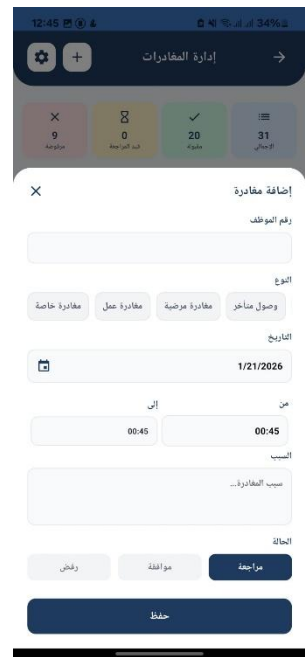 12:45 34%
إدارة المغادرات
31 20 0 9
الإجمالي مقبولة قيد المراجعة مرفوضة
إضافة مغادرة
رقم الموظف
النوع
وصول متأخر مغادرة مرضية مغادرة عمل مغادرة خاصة
التاريخ
1/21/2026
من إلى
00:45 00:45
السبب
سبب المغادرة...
الحالة
مراجعة موافقة رفض
حفظ